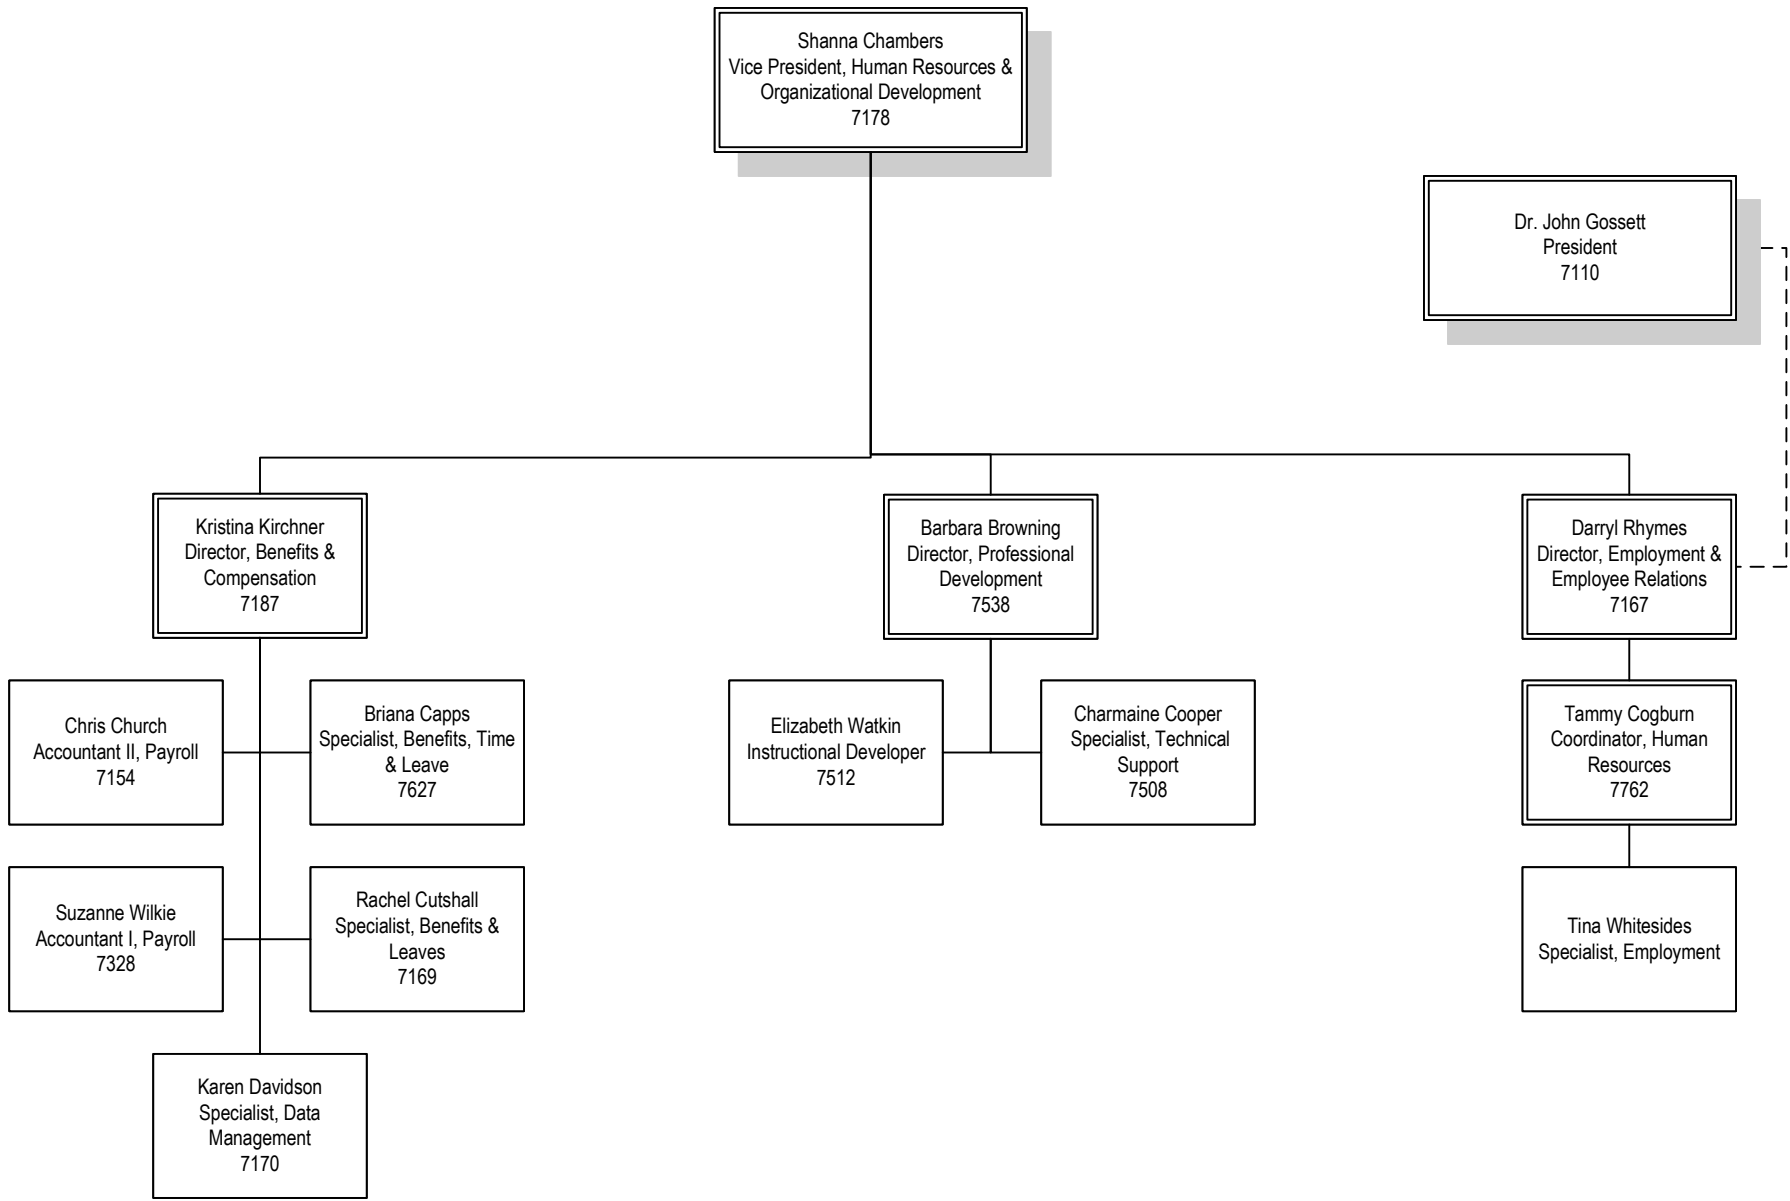 Shanna Chambers
Vice President, Human Resources &
Organizational Development
7178
Dr. John Gossett
President
7110
Kristina Kirchner
Director, Benefits &
Compensation
7187
Barbara Browning
Director, Professional
Development
7538
Darryl Rhymes
Director, Employment &
Employee Relations
7167
Chris Church
Accountant II, Payroll
7154
Briana Capps
Specialist, Benefits, Time
& Leave
7627
Elizabeth Watkin
Instructional Developer
7512
Charmaine Cooper
Specialist, Technical
Support
7508
Tammy Cogburn
Coordinator, Human
Resources
7762
Suzanne Wilkie
Accountant I, Payroll
7328
Rachel Cutshall
Specialist, Benefits &
Leaves
7169
Tina Whitesides
Specialist, Employment
Karen Davidson
Specialist, Data
Management
7170